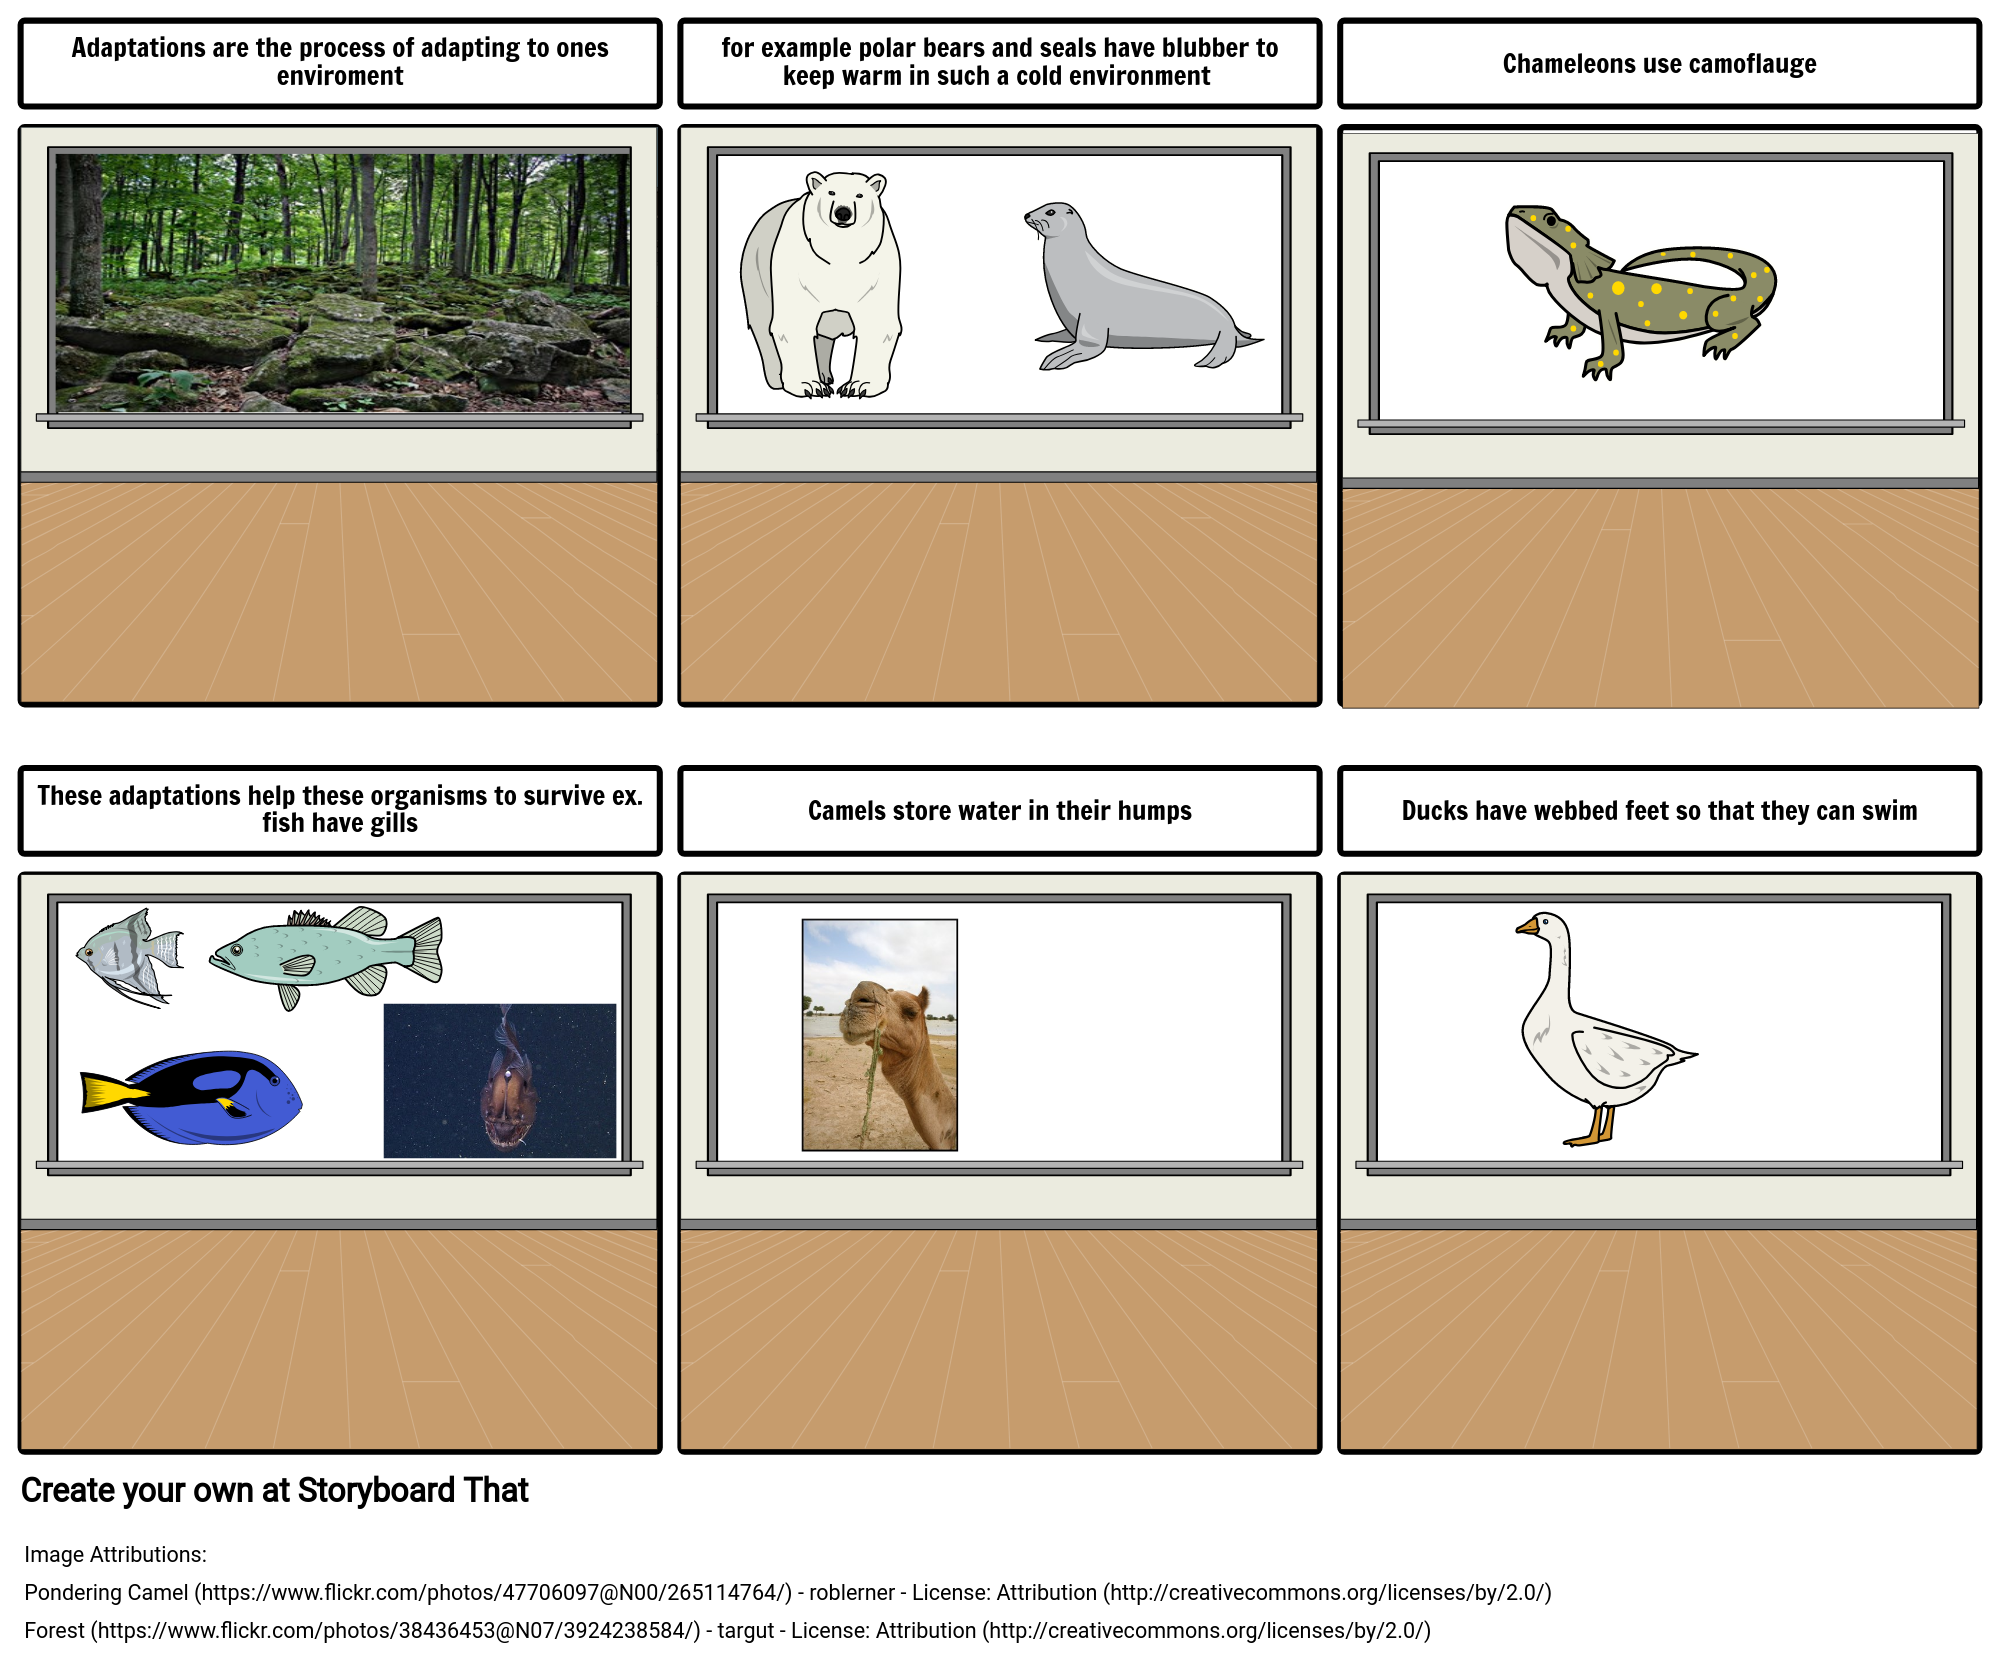 Adaptations are the process of adapting to ones
enviroment
for example polar bears and seals have blubber to
keep warm in such a cold environment
Chameleons use camoflauge
These adaptations help these organisms to survive ex.
fish have gills
Camels store water in their humps
Ducks have webbed feet so that they can swim
Create your own at Storyboard That
Image Attributions:
Pondering Camel (https://www.flickr.com/photos/47706097@N00/265114764/) - roblerner - License: Attribution (http://creativecommons.org/licenses/by/2.0/)
Forest (https://www.flickr.com/photos/38436453@N07/3924238584/) - targut - License: Attribution (http://creativecommons.org/licenses/by/2.0/)